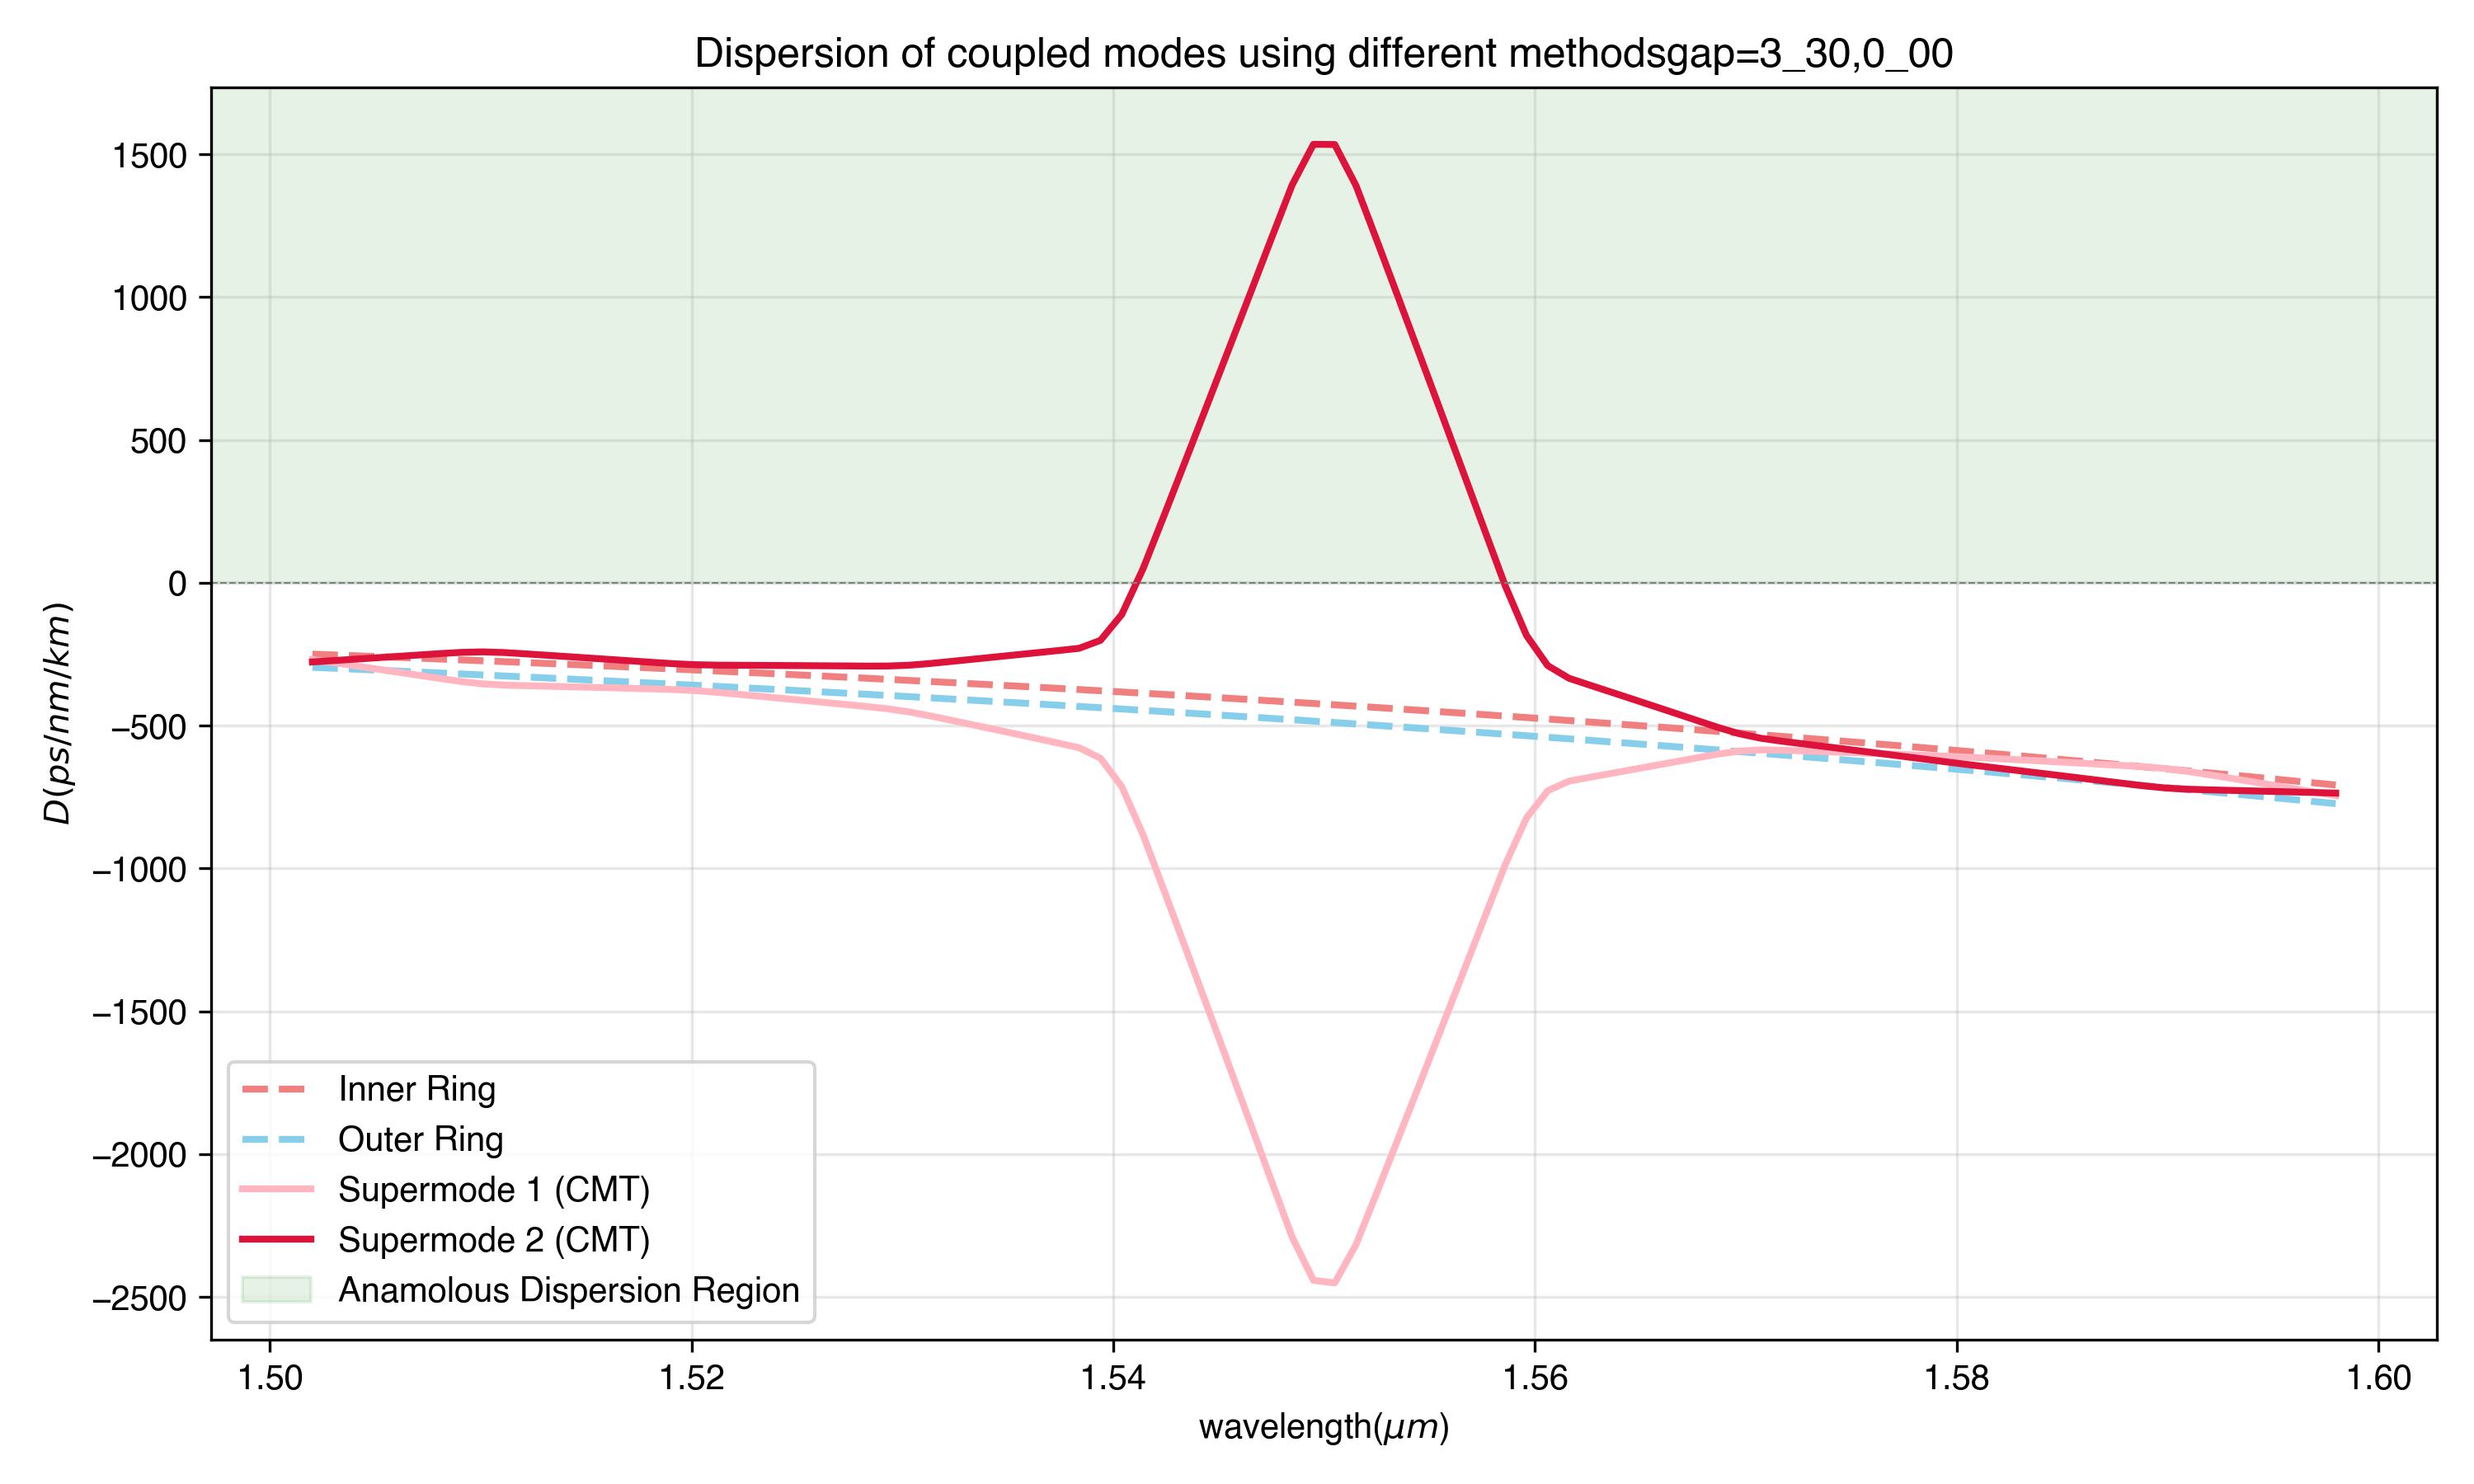 Dispersion of coupled modes using different methodsgap=3_30,0_00
1500
1000
500
0
−500
−1000
−1500
−2000
−2500
D(ps/nm/km)
Inner Ring
Outer Ring
Supermode 1 (CMT)
Supermode 2 (CMT)
Anamolous Dispersion Region
1.50 1.52 1.54 1.56 1.58 1.60
wavelength(μm)